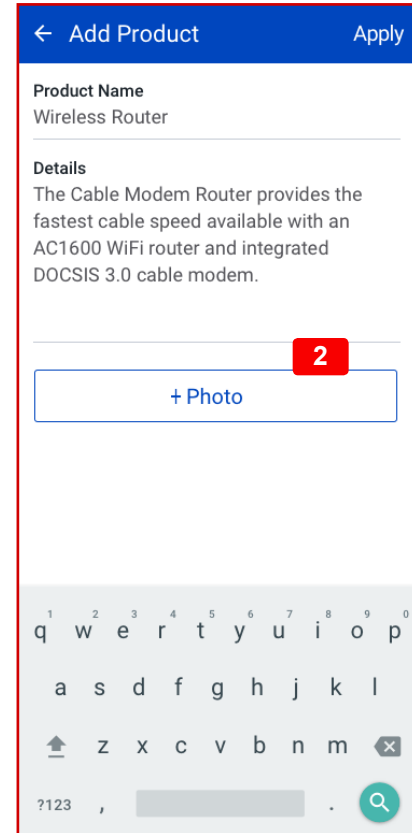 ← Add Product Apply
Product Name
Wireless Router
Details
The Cable Modem Router provides the
fastest cable speed available with an
AC1600 WiFi router and integrated
DOCSIS 3.0 cable modem.
2
+ Photo
1 2 3 4 5 6 7 8 9 0
q w e r t y u i o p
a s d f g h j k l
z x c v b n m
?123 , .